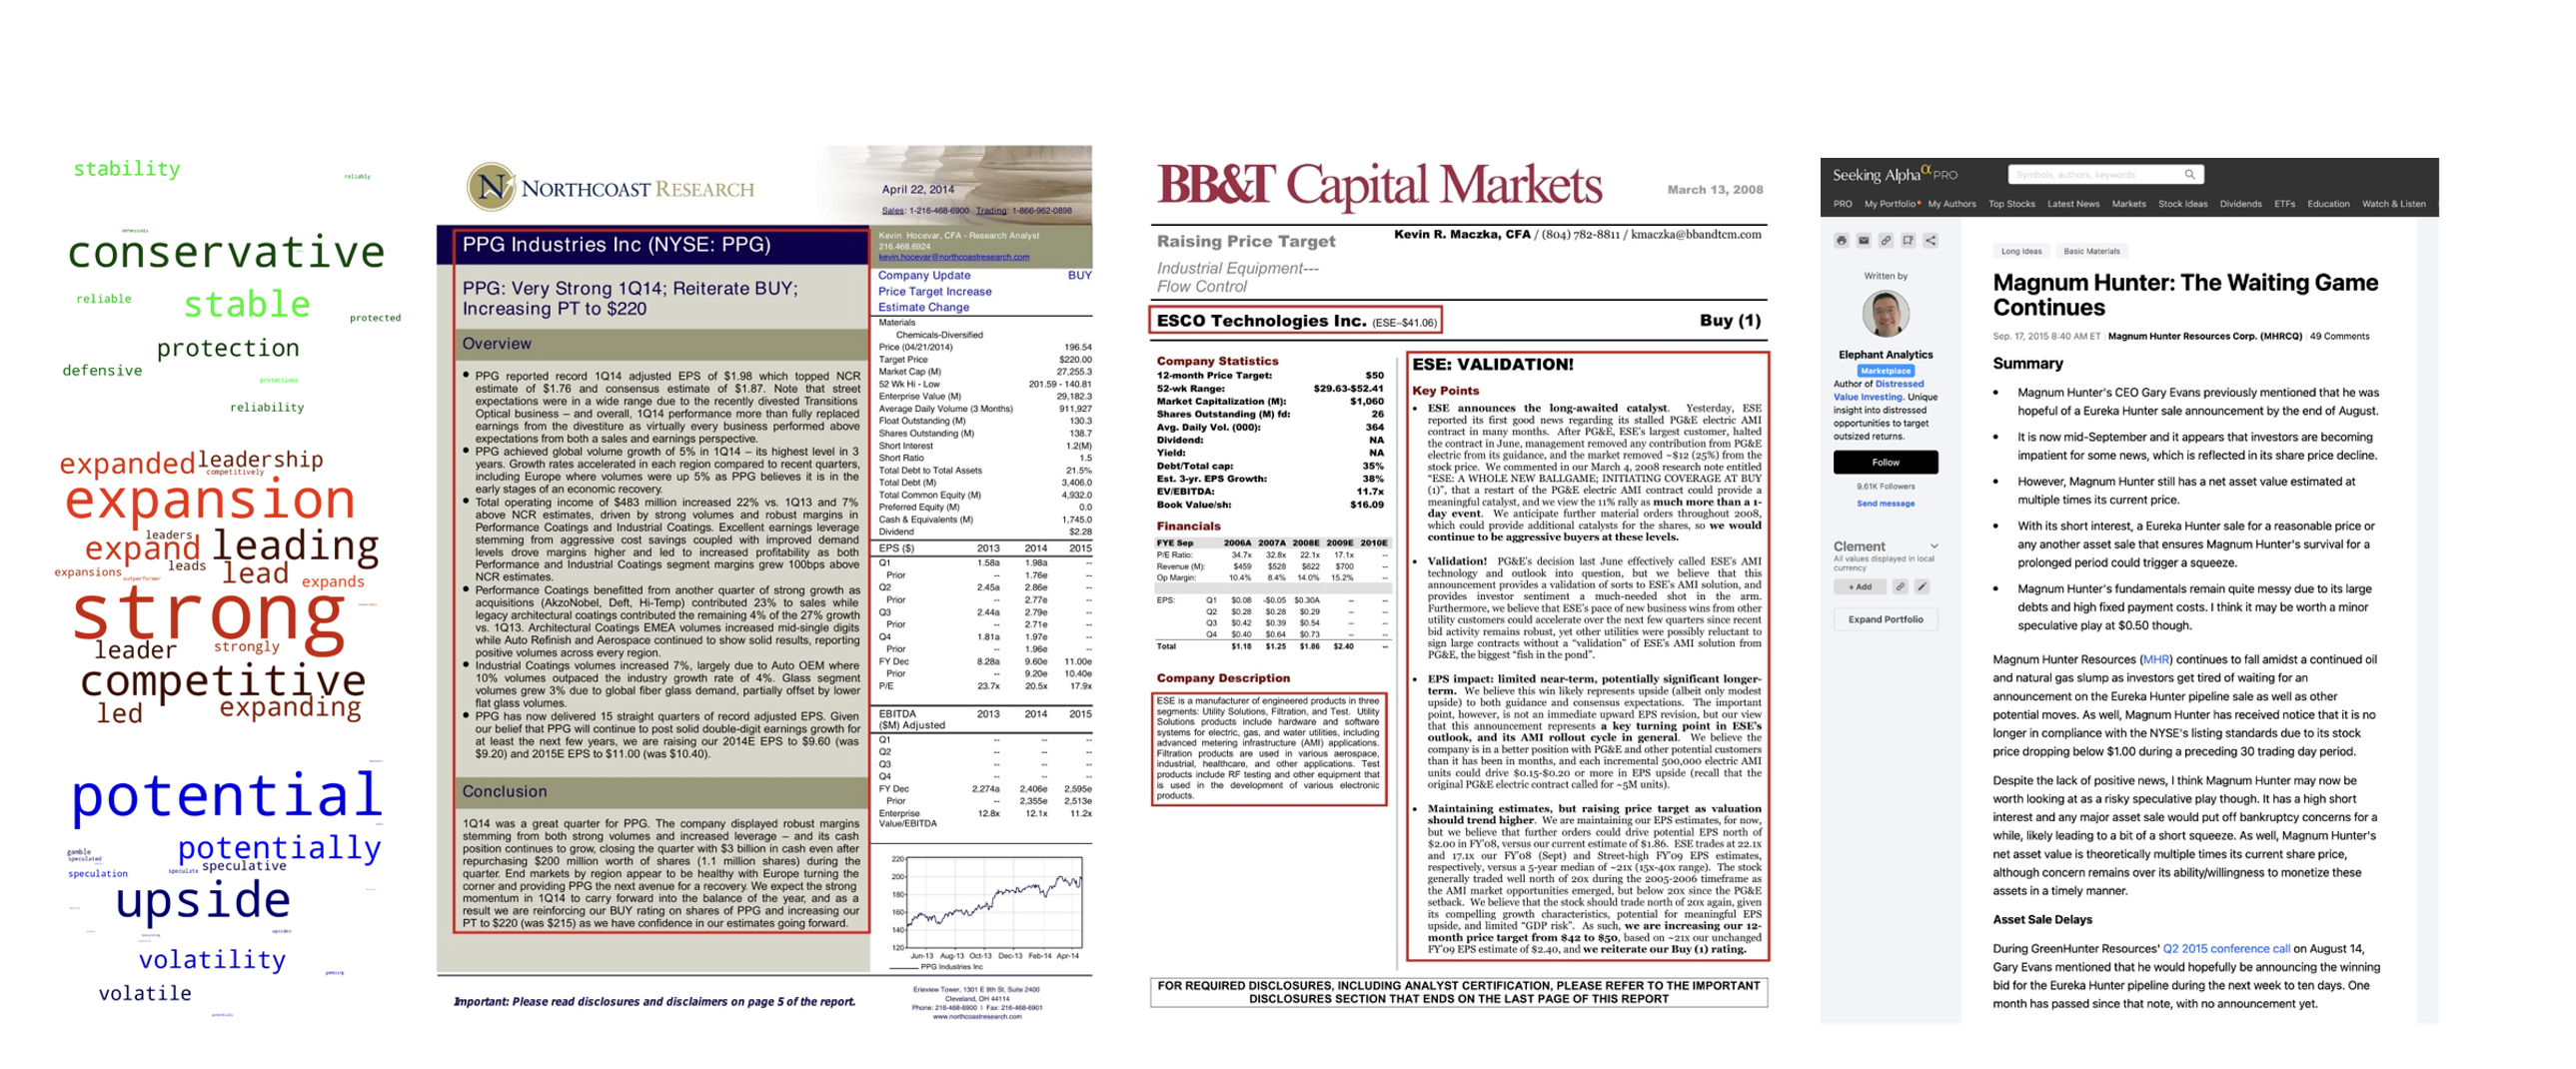 stability
reliably
defensively
conservative
reliable
stable
protected
protection
defensive
protections
reliability
expanded leadership
competitively
expansion
leaders
expand leading
expansions
outperformer
leads
lead
expands
strong
leader
strongly
competitive
led
expanding
potential
potentially
gamble
speculated
speculate
speculative
speculation
upside
upsides
volatility
gaming
volatile
potentials
NORTHCOAST RESEARCH
April 22, 2014
Sales: 1-216-468-6900 Trading: 1-866-962-0898
PPG Industries Inc (NYSE: PPG)
PPG: Very Strong 1Q14; Reiterate BUY;
Increasing PT to $220
Overview
• PPG reported record 1Q14 adjusted EPS of $1.98 which topped NCR
estimate of $1.76 and consensus estimate of $1.87. Note that street
expectations were in a wide range due to the recently divested Transitions
Optical business – and overall, 1Q14 performance more than fully replaced
earnings from the divestiture as virtually every business performed above
expectations from both a sales and earnings perspective.
• PPG achieved global volume growth of 5% in 1Q14 – its highest level in 3
years. Growth rates accelerated in each region compared to recent quarters,
including Europe where volumes were up 5% as PPG believes it is in the
early stages of an economic recovery.
• Total operating income of $483 million increased 22% vs. 1Q13 and 7%
above NCR estimates, driven by strong volumes and robust margins in
Performance Coatings and Industrial Coatings. Excellent earnings leverage
stemming from aggressive cost savings coupled with improved demand
levels drove margins higher and led to increased profitability as both
Performance and Industrial Coatings segment margins grew 100bps above
NCR estimates.
• Performance Coatings benefitted from another quarter of strong growth as
acquisitions (AkzoNobel, Deft, Hi-Temp) contributed 23% to sales while
legacy architectural coatings contributed the remaining 4% of the 27% growth
vs. 1Q13. Architectural Coatings EMEA volumes increased mid-single digits
while Auto Refinish and Aerospace continued to show solid results, reporting
positive volumes across every region.
• Industrial Coatings volumes increased 7%, largely due to Auto OEM where
10% volumes outpaced the industry growth rate of 4%. Glass segment
volumes grew 3% due to global fiber glass demand, partially offset by lower
flat glass volumes.
• PPG has now delivered 15 straight quarters of record adjusted EPS. Given
our belief that PPG will continue to post solid double-digit earnings growth for
at least the next few years, we are raising our 2014E EPS to $9.60 (was
$9.20) and 2015E EPS to $11.00 (was $10.40).
Conclusion
1Q14 was a great quarter for PPG. The company displayed robust margins
stemming from both strong volumes and increased leverage – and its cash
position continues to grow, closing the quarter with $3 billion in cash even after
repurchasing $200 million worth of shares (1.1 million shares) during the
quarter. End markets by region appear to be healthy with Europe turning the
corner and providing PPG the next avenue for a recovery. We expect the strong
momentum in 1Q14 to carry forward into the balance of the year, and as a
result we are reinforcing our BUY rating on shares of PPG and increasing our
PT to $220 (was $215) as we have confidence in our estimates going forward.
Kevin Hocevar, CFA - Research Analyst
216.468.6924
kevin.hocevar@northcoastresearch.com
Company Update BUY
Price Target Increase
Estimate Change
Materials
Chemicals-Diversified
Price (04/21/2014) 196.54
Target Price $220.00
Market Cap (M) 27,255.3
52 Wk Hi - Low 201.59 - 140.81
Enterprise Value (M) 29,182.3
Average Daily Volume (3 Months) 911,927
Float Outstanding (M) 130.3
Shares Outstanding (M) 138.7
Short Interest 1.2(M)
Short Ratio 1.5
Total Debt to Total Assets 21.5%
Total Debt (M) 3,406.0
Total Common Equity (M) 4,932.0
Preferred Equity (M) 0.0
Cash & Equivalents (M) 1,745.0
Dividend $2.28
EPS ($) 2013 2014 2015
Q1 1.58a 1.98a --
Prior -- 1.76e --
Q2 2.45a 2.86e --
Prior -- 2.77e --
Q3 2.44a 2.79e --
Prior -- 2.71e --
Q4 1.81a 1.97e --
Prior -- 1.96e --
FY Dec 8.28a 9.60e 11.00e
Prior -- 9.20e 10.40e
P/E 23.7x 20.5x 17.9x
EBITDA 2013 2014 2015
($M) Adjusted
Q1 -- -- --
Q2 -- -- --
Q3 -- -- --
Q4 -- -- --
FY Dec 2,274a 2,406e 2,595e
Prior -- 2,355e 2,513e
Enterprise 12.8x 12.1x 11.2x
Value/EBITDA
220
200
180
160
140
120
Jun-13 Aug-13 Oct-13 Dec-13 Feb-14 Apr-14
PPG Industries Inc
Important: Please read disclosures and disclaimers on page 5 of the report.
Erieview Tower, 1301 E 9th St, Suite 2400
Cleveland, OH 44114
Phone: 216-468-6900 | Fax: 216-468-6901
www.northcoastresearch.com
BB&T Capital Markets
March 13, 2008
Raising Price Target
Kevin R. Maczka, CFA / (804) 782-8811 / kmaczka@bbandtcm.com
Industrial Equipment---
Flow Control
ESCO Technologies Inc. (ESE–$41.06)
Buy (1)
Company Statistics
12-month Price Target: $50
52-wk Range: $29.63-$52.41
Market Capitalization (M): $1,060
Shares Outstanding (M) fd: 26
Avg. Daily Vol. (000): 364
Dividend: NA
Yield: NA
Debt/Total cap: 35%
Est. 3-yr. EPS Growth: 38%
EV/EBITDA: 11.7x
Book Value/sh: $16.09
Financials
FYE Sep 2006A 2007A 2008E 2009E 2010E
P/E Ratio: 34.7x 32.8x 22.1x 17.1x --
Revenue (M): $459 $528 $622 $700 --
Op Margin: 10.4% 8.4% 14.0% 15.2% --
EPS: Q1 $0.08 -$0.05 $0.30A -- --
Q2 $0.28 $0.28 $0.29 -- --
Q3 $0.42 $0.39 $0.54 -- --
Q4 $0.40 $0.64 $0.73 -- --
Total $1.18 $1.25 $1.86 $2.40 --
Company Description
ESE is a manufacturer of engineered products in three
segments: Utility Solutions, Filtration, and Test. Utility
Solutions products include hardware and software
systems for electric, gas, and water utilities, including
advanced metering infrastructure (AMI) applications.
Filtration products are used in various aerospace,
industrial, healthcare, and other applications. Test
products include RF testing and other equipment that
is used in the development of various electronic
products.
ESE: VALIDATION!
Key Points
• ESE announces the long-awaited catalyst. Yesterday, ESE
reported its first good news regarding its stalled PG&E electric AMI
contract in many months. After PG&E, ESE's largest customer, halted
the contract in June, management removed any contribution from PG&E
electric from its guidance, and the market removed ~$12 (25%) from the
stock price. We commented in our March 4, 2008 research note entitled
"ESE: A WHOLE NEW BALLGAME; INITIATING COVERAGE AT BUY
(1)", that a restart of the PG&E electric AMI contract could provide a
meaningful catalyst, and we view the 11% rally as much more than a 1-
day event. We anticipate further material orders throughout 2008,
which could provide additional catalysts for the shares, so we would
continue to be aggressive buyers at these levels.
• Validation! PG&E's decision last June effectively called ESE's AMI
technology and outlook into question, but we believe that this
announcement provides a validation of sorts to ESE's AMI solution, and
provides investor sentiment a much-needed shot in the arm.
Furthermore, we believe that ESE's pace of new business wins from other
utility customers could accelerate over the next few quarters since recent
bid activity remains robust, yet other utilities were possibly reluctant to
sign large contracts without a "validation" of ESE's AMI solution from
PG&E, the biggest "fish in the pond".
• EPS impact: limited near-term, potentially significant longer-
term. We believe this win likely represents upside (albeit only modest
upside) to both guidance and consensus expectations. The important
point, however, is not an immediate upward EPS revision, but our view
that this announcement represents a key turning point in ESE's
outlook, and its AMI rollout cycle in general. We believe the
company is in a better position with PG&E and other potential customers
than it has been in months, and each incremental 500,000 electric AMI
units could drive $0.15-$0.20 or more in EPS upside (recall that the
original PG&E electric contract called for ~5M units).
• Maintaining estimates, but raising price target as valuation
should trend higher. We are maintaining our EPS estimates, for now,
but we believe that further orders could drive potential EPS north of
$2.00 in FY'08, versus our current estimate of $1.86. ESE trades at 22.1x
and 17.1x our FY'08 (Sept) and Street-high FY'09 EPS estimates,
respectively, versus a 5-year median of ~21x (15x-40x range). The stock
generally traded well north of 20x during the 2005-2006 timeframe as
the AMI market opportunities emerged, but below 20x since the PG&E
setback. We believe that the stock should trade north of 20x again, given
its compelling growth characteristics, potential for meaningful EPS
upside, and limited "GDP risk". As such, we are increasing our 12-
month price target from $42 to $50, based on ~21x our unchanged
FY'09 EPS estimate of $2.40, and we reiterate our Buy (1) rating.
FOR REQUIRED DISCLOSURES, INCLUDING ANALYST CERTIFICATION, PLEASE REFER TO THE IMPORTANT
DISCLOSURES SECTION THAT ENDS ON THE LAST PAGE OF THIS REPORT
Seeking Alpha α PRO
Symbols, authors, keywords
PRO My Portfolio My Authors Top Stocks Latest News Markets Stock Ideas Dividends ETFs Education Watch & Listen
Written by
Elephant Analytics
Marketplace
Author of Distressed
Value Investing. Unique
insight into distressed
opportunities to target
outsized returns.
Follow
9.61K Followers
Send message
Clement
All values displayed in local
currency
+ Add
Expand Portfolio
Long Ideas Basic Materials
Magnum Hunter: The Waiting Game
Continues
Sep. 17, 2015 8:40 AM ET | Magnum Hunter Resources Corp. (MHRCQ) | 49 Comments
Summary
• Magnum Hunter's CEO Gary Evans previously mentioned that he was
hopeful of a Eureka Hunter sale announcement by the end of August.
• It is now mid-September and it appears that investors are becoming
impatient for some news, which is reflected in its share price decline.
• However, Magnum Hunter still has a net asset value estimated at
multiple times its current price.
• With its short interest, a Eureka Hunter sale for a reasonable price or
any another asset sale that ensures Magnum Hunter's survival for a
prolonged period could trigger a squeeze.
• Magnum Hunter's fundamentals remain quite messy due to its large
debts and high fixed payment costs. I think it may be worth a minor
speculative play at $0.50 though.
Magnum Hunter Resources (MHR) continues to fall amidst a continued oil
and natural gas slump as investors get tired of waiting for an
announcement on the Eureka Hunter pipeline sale as well as other
potential moves. As well, Magnum Hunter has received notice that it is no
longer in compliance with the NYSE's listing standards due to its stock
price dropping below $1.00 during a preceding 30 trading day period.
Despite the lack of positive news, I think Magnum Hunter may now be
worth looking at as a risky speculative play though. It has a high short
interest and any major asset sale would put off bankruptcy concerns for a
while, likely leading to a bit of a short squeeze. As well, Magnum Hunter's
net asset value is theoretically multiple times its current share price,
although concern remains over its ability/willingness to monetize these
assets in a timely manner.
Asset Sale Delays
During GreenHunter Resources' Q2 2015 conference call on August 14,
Gary Evans mentioned that he would hopefully be announcing the winning
bid for the Eureka Hunter pipeline during the next week to ten days. One
month has passed since that note, with no announcement yet.